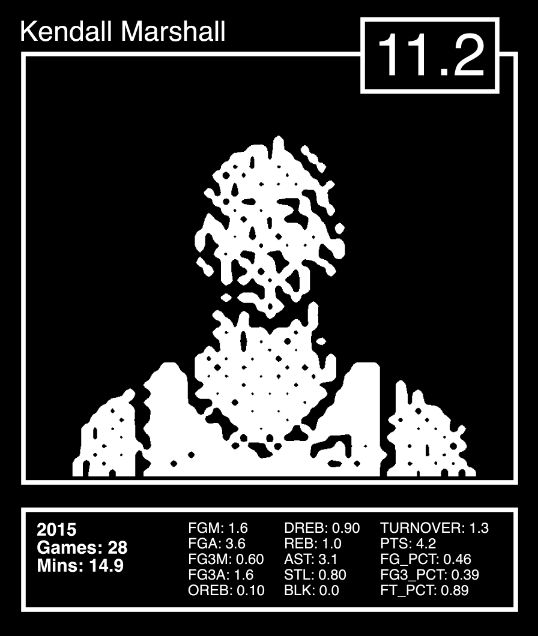 Kendall Marshall
11.2
2015
Games: 28
Mins: 14.9
FGM: 1.6
FGA: 3.6
FG3M: 0.60
FG3A: 1.6
OREB: 0.10
DREB: 0.90
REB: 1.0
AST: 3.1
STL: 0.80
BLK: 0.0
TURNOVER: 1.3
PTS: 4.2
FG_PCT: 0.46
FG3_PCT: 0.39
FT_PCT: 0.89